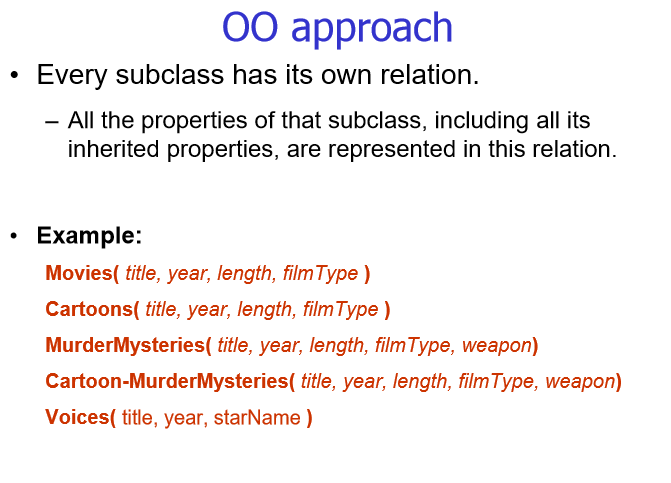 OO approach
• Every subclass has its own relation.
– All the properties of that subclass, including all its
inherited properties, are represented in this relation.
• Example:
Movies( title, year, length, filmType )
Cartoons( title, year, length, filmType )
MurderMysteries( title, year, length, filmType, weapon)
Cartoon-MurderMysteries( title, year, length, filmType, weapon)
Voices( title, year, starName )